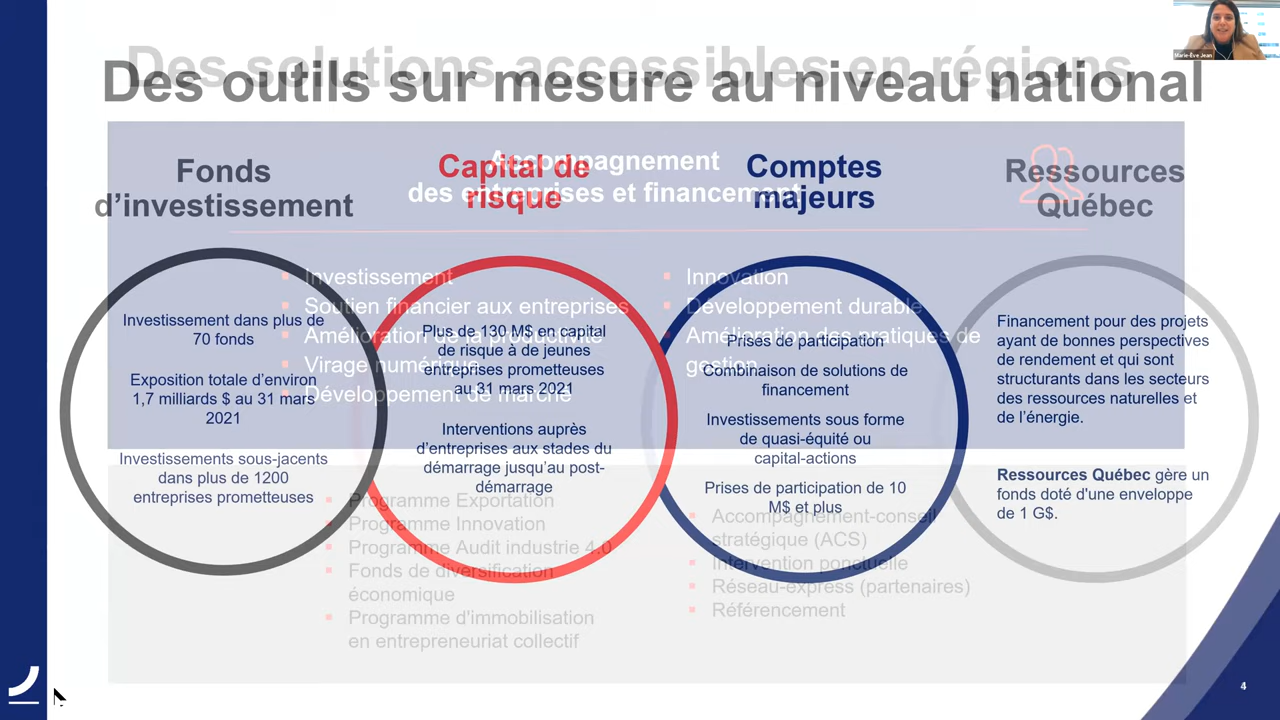 Des solutions accessibles en régions
Des outils sur mesure au niveau national
Marie-Ève Jean
Fonds
d’investissement
Investissement dans plus de
70 fonds
Exposition totale d’environ
1,7 milliards $ au 31 mars
2021
Investissements sous-jacents
dans plus de 1200
entreprises prometteuses
Capital de
risque
Plus de 130 M$ en capital
de risque à de jeunes
entreprises prometteuses
au 31 mars 2021
Interventions auprès
d’entreprises aux stades du
démarrage jusqu’au post-
démarrage
Comptes
majeurs
Prises de participation
Combinaison de solutions de
financement
Investissements sous forme
de quasi-équité ou
capital-actions
Prises de participation de 10
M$ et plus
Ressources
Québec
Financement pour des projets
ayant de bonnes perspectives
de rendement et qui sont
structurants dans les secteurs
des ressources naturelles et
de l’énergie.
Ressources Québec gère un
fonds doté d'une enveloppe
de 1 G$.
Accompagnement
des entreprises et financement
▪ Investissement
▪ Soutien financier aux entreprises
▪ Amélioration de la productivité
▪ Virage numérique
▪ Développement de marché
▪ Innovation
▪ Développement durable
▪ Amélioration des pratiques de
gestion
▪ Programme Exportation
▪ Programme Innovation
▪ Programme Audit industrie 4.0
▪ Fonds de diversification
économique
▪ Programme d'immobilisation
en entrepreneuriat collectif
▪ Accompagnement-conseil
stratégique (ACS)
▪ Intervention ponctuelle
▪ Réseau-express (partenaires)
▪ Référencement
4